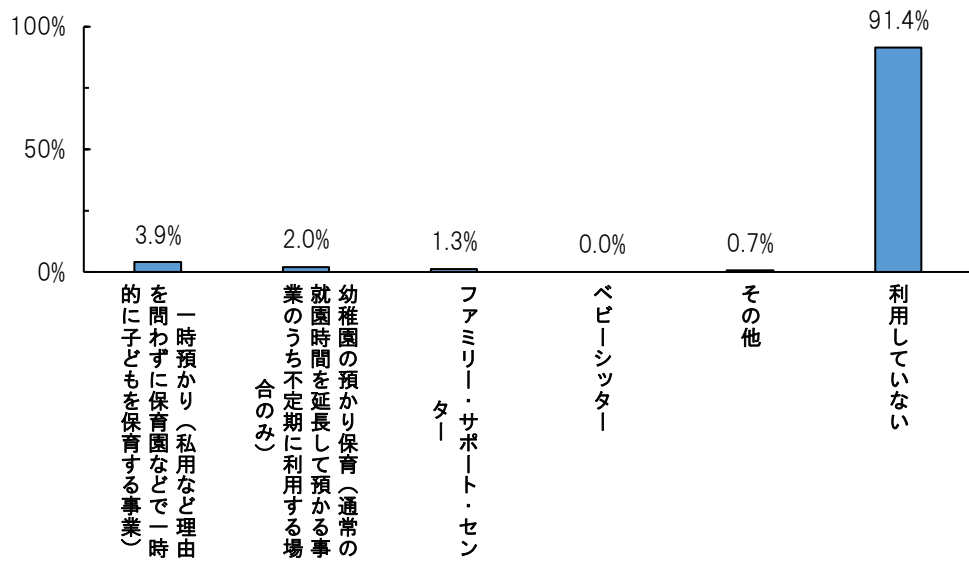 100%
50%
0%
3.9%
2.0%
1.3%
0.0%
0.7%
91.4%
一時預かり（私用など理由
を問わずに保育園などで一時
的に子どもを保育する事業）
幼稚園の預かり保育（通常の
就園時間を延長して預かる事
業のうち不定期に利用する場
合のみ）
ファミリー・サポート・セン
ター
ベビーシッター
その他
利用していない